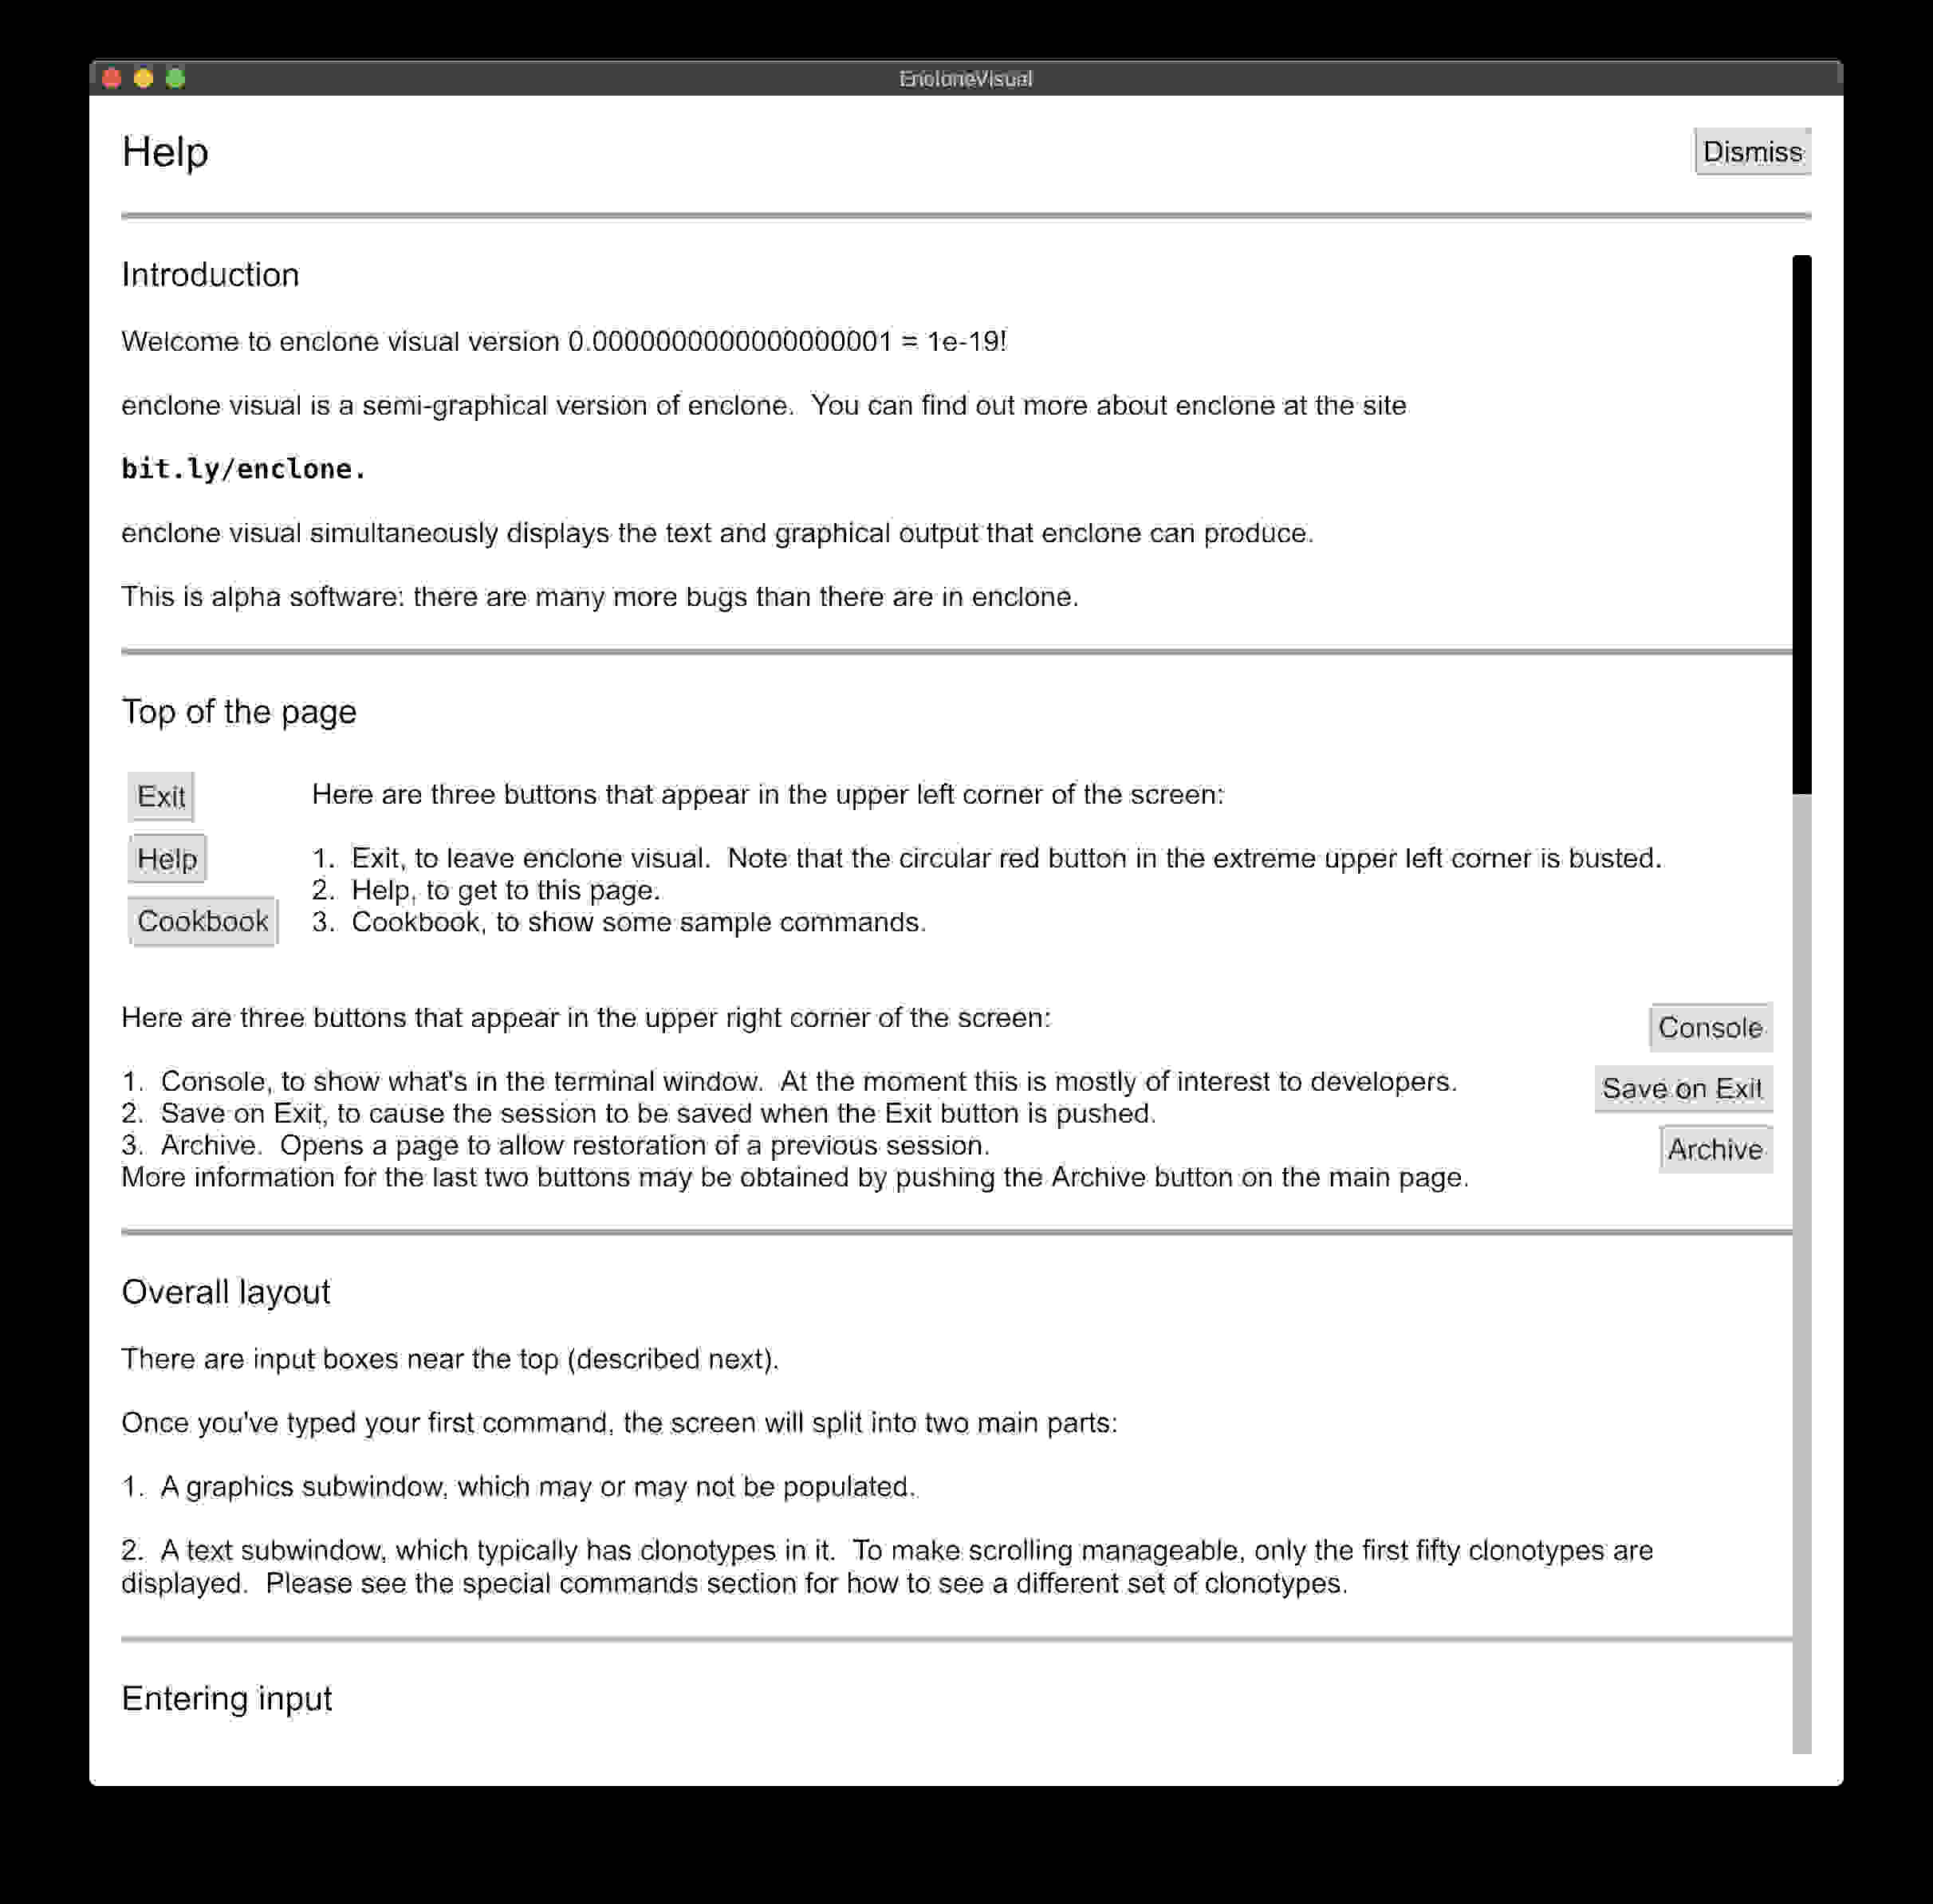 EncloneVisual
Help
Dismiss
Introduction
Welcome to enclone visual version 0.0000000000000000001 = 1e-19!
enclone visual is a semi-graphical version of enclone.  You can find out more about enclone at the site
bit.ly/enclone.
enclone visual simultaneously displays the text and graphical output that enclone can produce.
This is alpha software: there are many more bugs than there are in enclone.
Top of the page
Exit
Help
Cookbook
Here are three buttons that appear in the upper left corner of the screen:
1.  Exit, to leave enclone visual.  Note that the circular red button in the extreme upper left corner is busted.
2.  Help, to get to this page.
3.  Cookbook, to show some sample commands.
Here are three buttons that appear in the upper right corner of the screen:
1.  Console, to show what's in the terminal window.  At the moment this is mostly of interest to developers.
2.  Save on Exit, to cause the session to be saved when the Exit button is pushed.
3.  Archive.  Opens a page to allow restoration of a previous session.
More information for the last two buttons may be obtained by pushing the Archive button on the main page.
Console
Save on Exit
Archive
Overall layout
There are input boxes near the top (described next).
Once you've typed your first command, the screen will split into two main parts:
1.  A graphics subwindow, which may or may not be populated.
2.  A text subwindow, which typically has clonotypes in it.  To make scrolling manageable, only the first fifty clonotypes are
displayed.  Please see the special commands section for how to see a different set of clonotypes.
Entering input